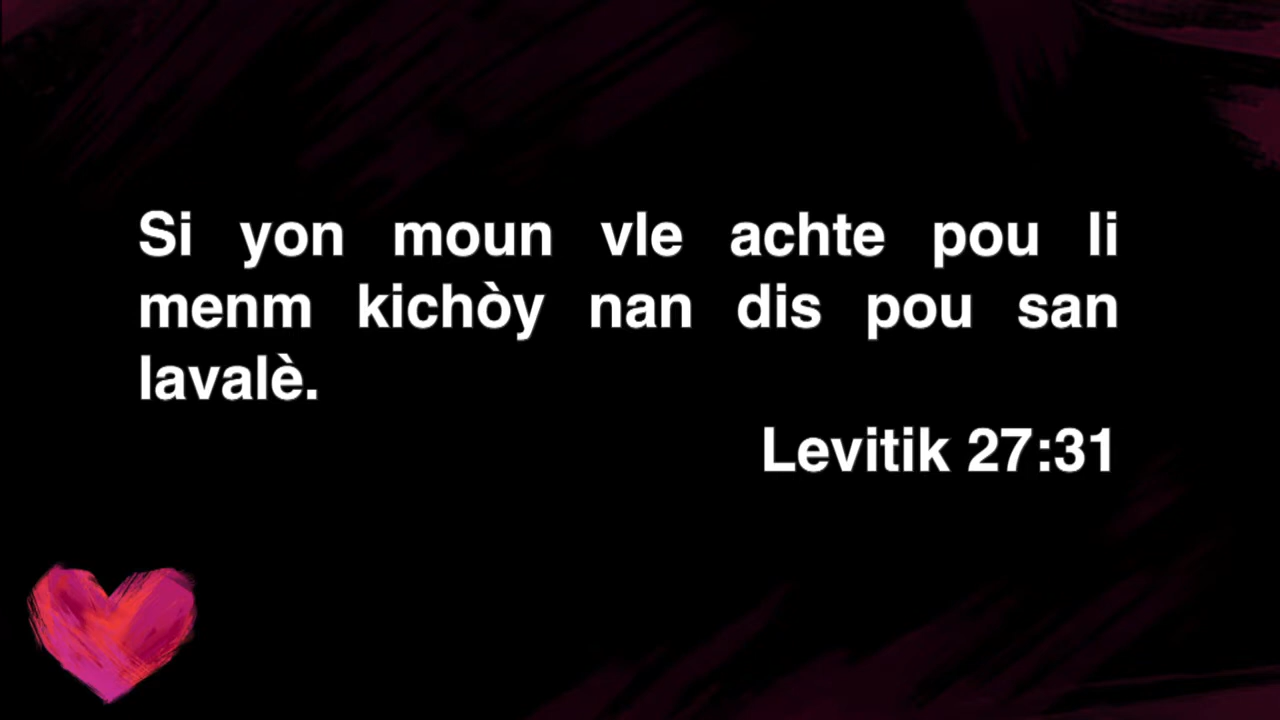 Si yon moun vle achte pou li
menm kichòy nan dis pou san
lavalè.
Levitik 27:31